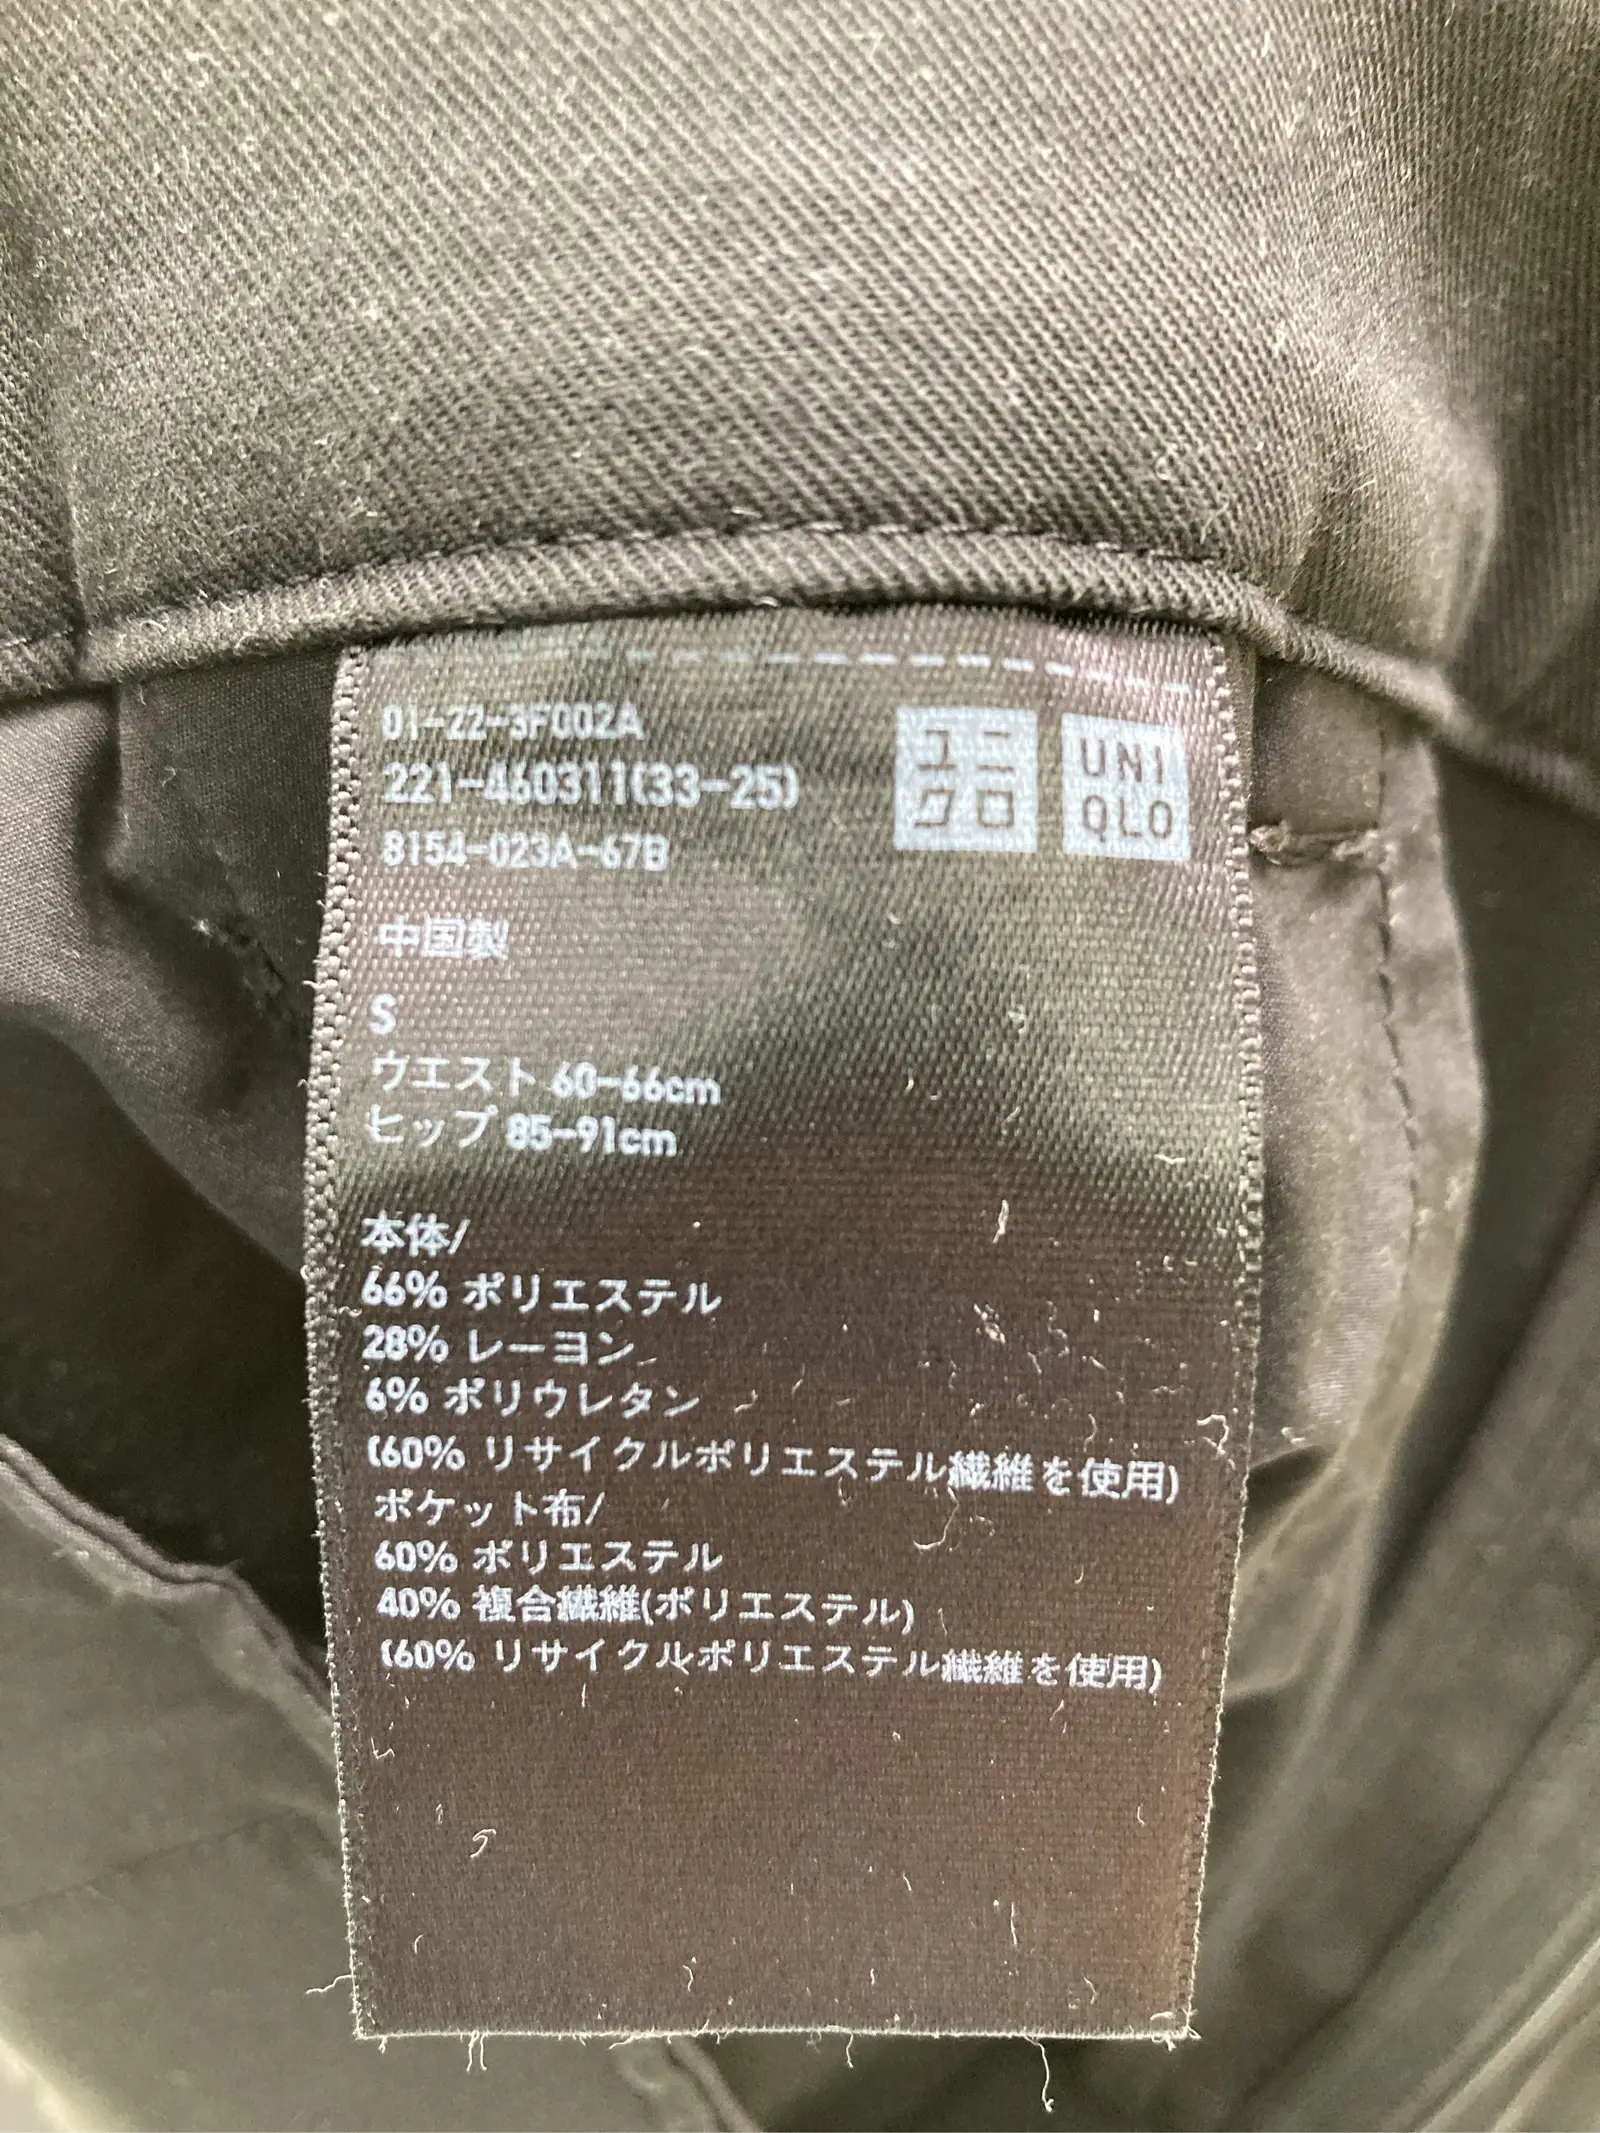 01-22-3F002A
221-460311(33-25)
8154-023A-67B
ユニ
クロ
UNI
QLO
中国製
S
ウエスト 60-66cm
ヒップ 85-91cm
本体/
66% ポリエステル
28% レーヨン
6% ポリウレタン
(60% リサイクルポリエステル繊維を使用)
ポケット布/
60% ポリエステル
40% 複合繊維(ポリエステル)
(60% リサイクルポリエステル繊維を使用)